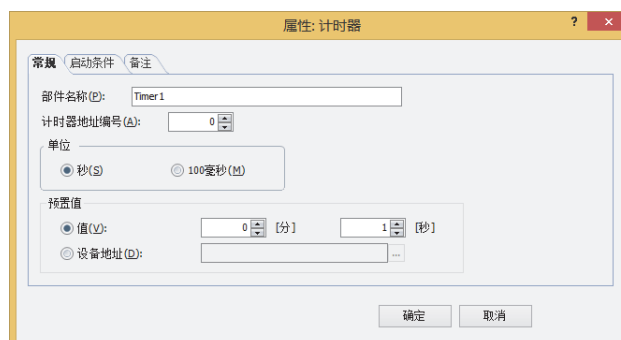 属性: 计时器
? ×
常规 启动条件 备注
部件名称(P): Timer1
计时器地址编号(A): 0
单位
秒(S) 100毫秒(M)
预置值
值(V): 0 [分] 1 [秒]
设备地址(D): ...
确定 取消